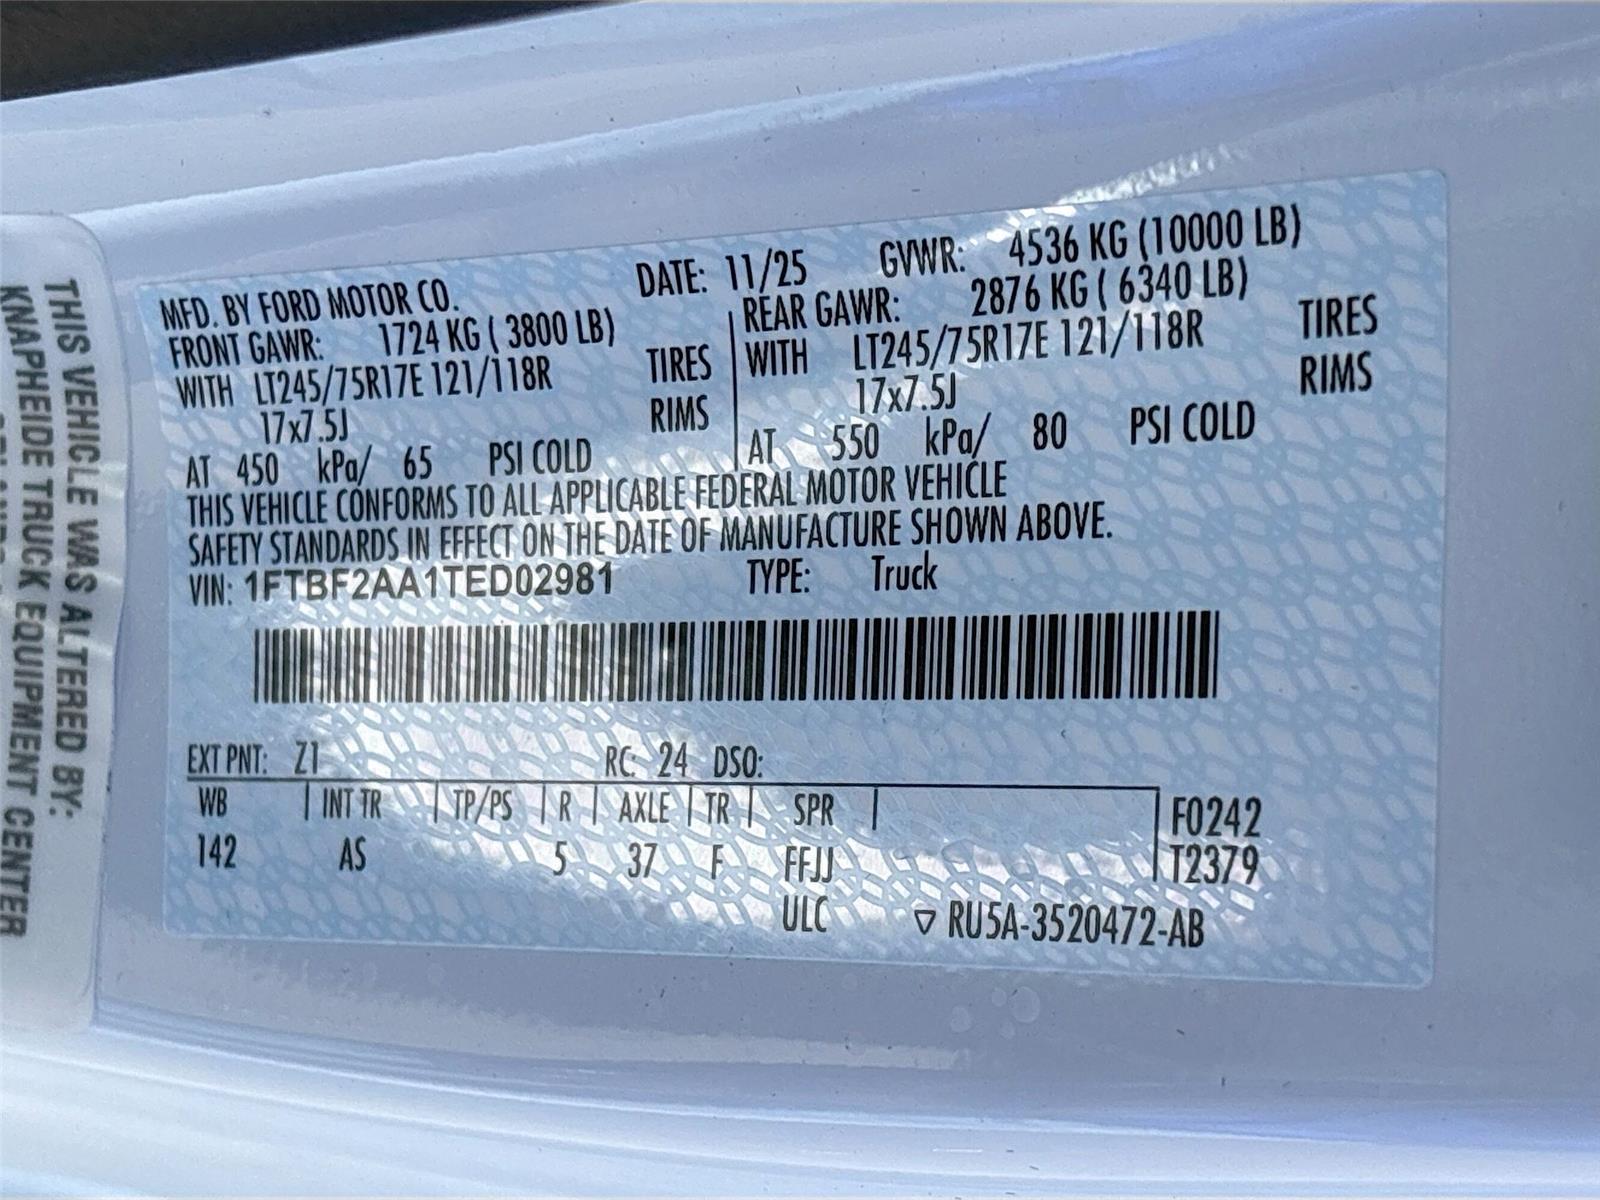 MFD. BY FORD MOTOR CO. DATE: 11/25 GVWR: 4536 KG (10000 LB)
FRONT GAWR: 1724 KG ( 3800 LB) REAR GAWR: 2876 KG ( 6340 LB)
WITH LT245/75R17E 121/118R TIRES WITH LT245/75R17E 121/118R TIRES
17x7.5J RIMS 17x7.5J RIMS
AT 450 kPa/ 65 PSI COLD AT 550 kPa/ 80 PSI COLD
THIS VEHICLE CONFORMS TO ALL APPLICABLE FEDERAL MOTOR VEHICLE
SAFETY STANDARDS IN EFFECT ON THE DATE OF MANUFACTURE SHOWN ABOVE.
VIN: 1FTBF2AA1TED02981 TYPE: Truck
EXT PNT: Z1 RC: 24 DSO:
WB INT TR TP/PS R AXLE TR SPR F0242
142 AS 5 37 F FFJJ T2379
ULC RU5A-3520472-AB
THIS VEHICLE WAS ALTERED BY:
KNAPHEIDE TRUCK EQUIPMENT CENTER